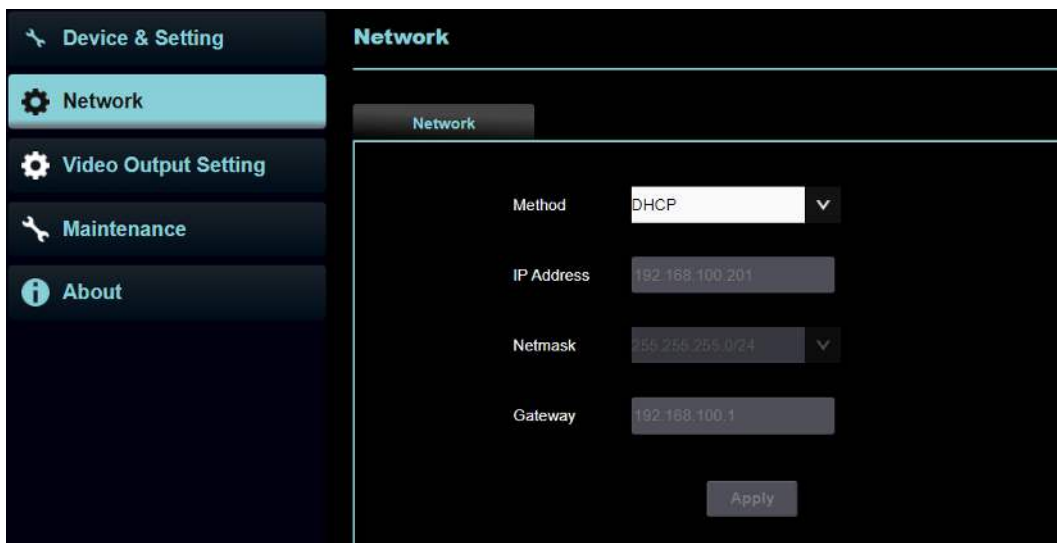 Device & Setting
Network
Video Output Setting
Maintenance
About
Network
Network
Method DHCP
IP Address 192.168.100.201
Netmask 255.255.255.0/24
Gateway 192.168.100.1
Apply